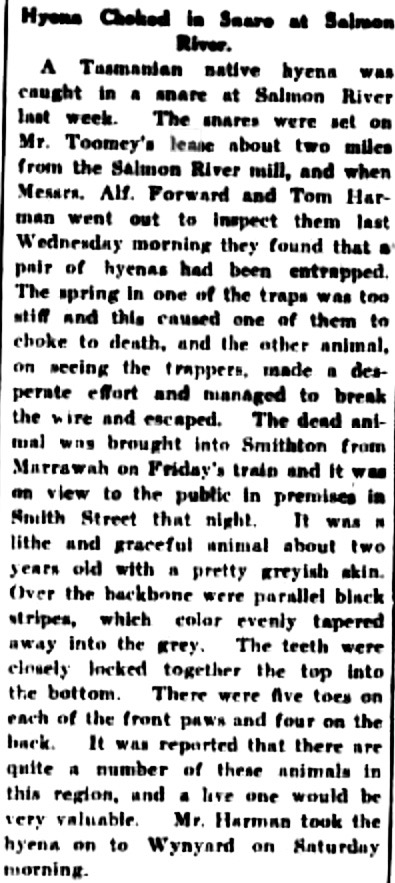 Hyena Choked in Snare at Salmon
River.
A Tasmanian native hyena was
caught in a snare at Salmon River
last week. The snares were set on
Mr. Toomey's lease about two miles
from the Salmon River mill, and when
Messrs. Alf. Forward and Tom Har-
man went out to inspect them last
Wednesday morning they found that a
pair of hyenas had been entrapped.
The spring in one of the traps was too
stiff and this caused one of them to
choke to death, and the other animal,
on seeing the trappers, made a des-
perate effort and managed to break
the wire and escaped. The dead ani-
mal was brought into Smithton from
Marrawah on Friday's train and it was
on view to the public in premises in
Smith Street that night. It was a
lithe and graceful animal about two
years old with a pretty greyish skin.
Over the backbone were parallel black
stripes, which color evenly tapered
away into the grey. The teeth were
closely locked together the top into
the bottom. There were five toes on
each of the front paws and four on the
back. It was reported that there are
quite a number of these animals in
this region, and a live one would be
very valuable. Mr. Harman took the
hyena on to Wynyard on Saturday
morning.